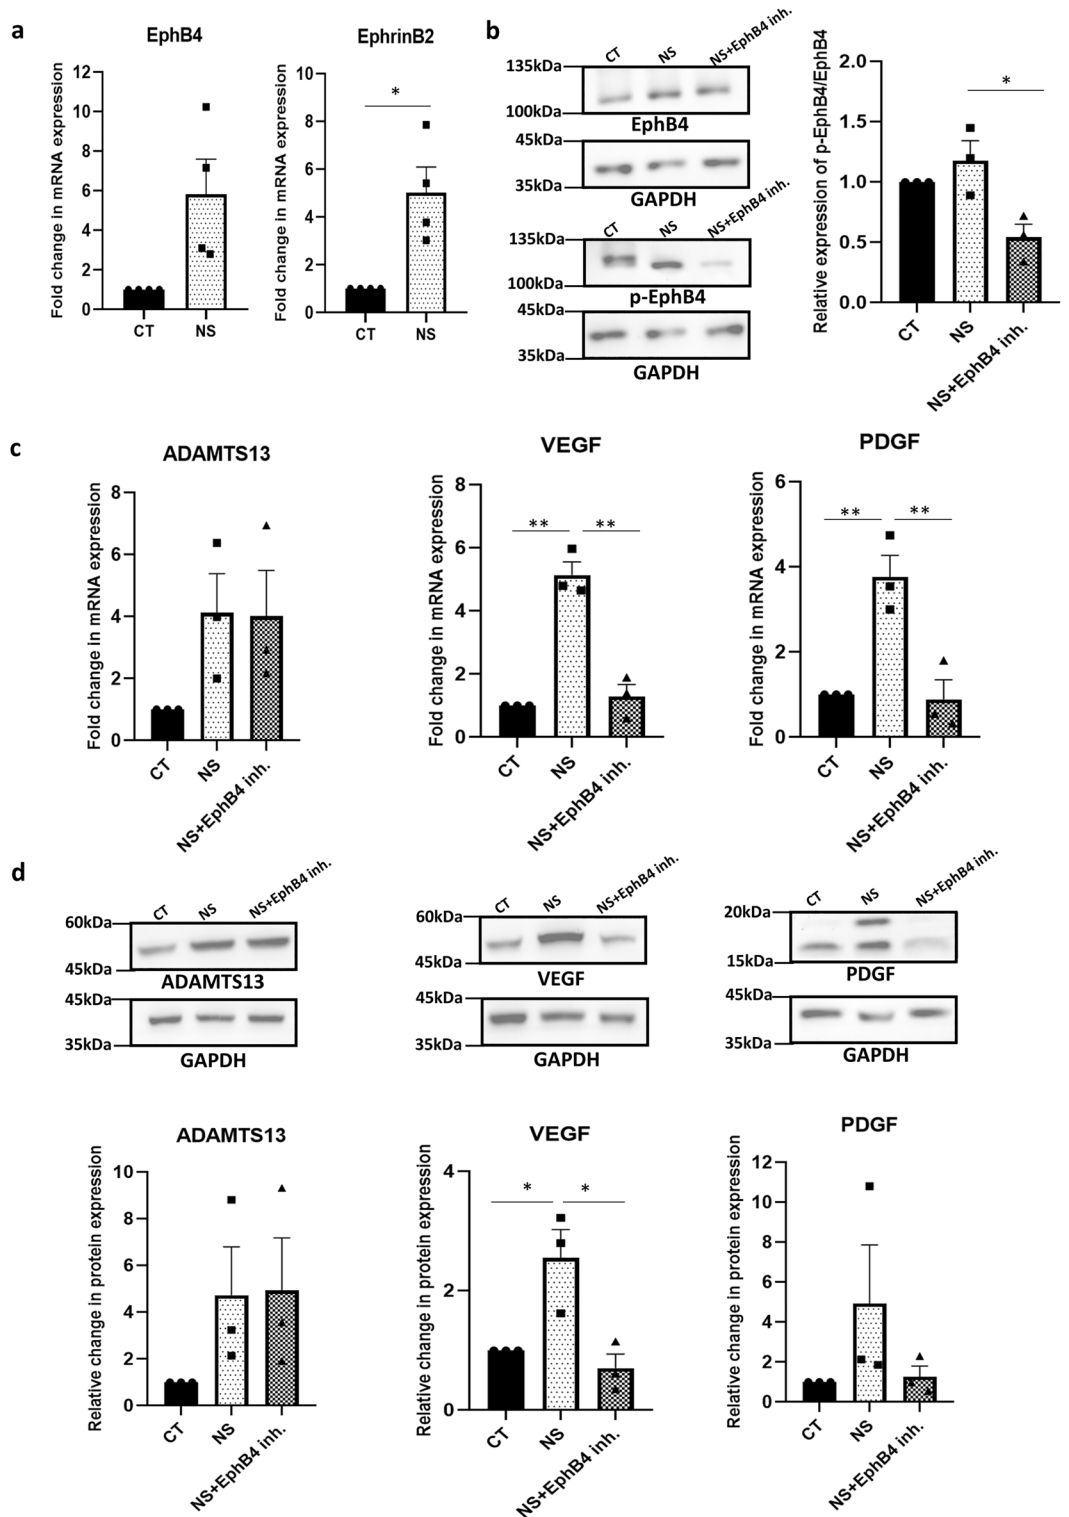 a
EphB4
Fold change in mRNA expression
12
10
8
6
4
2
0
CT
NS
EphrinB2
Fold change in mRNA expression
10
8
6
4
2
0
*
CT
NS
b
CT
NS
NS+EphB4 inh.
135kDa
100kDa
EphB4
45kDa
35kDa
GAPDH
CT
NS
NS+EphB4 inh.
135kDa
100kDa
p-EphB4
45kDa
35kDa
GAPDH
Relative expression of p-EphB4/EphB4
2.0
1.5
1.0
0.5
0.0
*
CT
NS
NS+EphB4 inh.
c
ADAMTS13
Fold change in mRNA expression
8
6
4
2
0
CT
NS
NS+EphB4 inh.
VEGF
Fold change in mRNA expression
8
6
4
2
0
**
**
CT
NS
NS+EphB4 inh.
PDGF
Fold change in mRNA expression
6
4
2
0
**
**
CT
NS
NS+EphB4 inh.
d
CT
NS
NS+EphB4 inh.
60kDa
45kDa
ADAMTS13
45kDa
35kDa
GAPDH
CT
NS
NS+EphB4 inh.
60kDa
45kDa
VEGF
45kDa
35kDa
GAPDH
CT
NS
NS+EphB4 inh.
20kDa
15kDa
PDGF
45kDa
35kDa
GAPDH
ADAMTS13
Relative change in protein expression
10
8
6
4
2
0
CT
NS
NS+EphB4 inh.
VEGF
Relative change in protein expression
4
2
0
*
*
CT
NS
NS+EphB4 inh.
PDGF
Relative change in protein expression
12
10
8
6
4
2
0
CT
NS
NS+EphB4 inh.